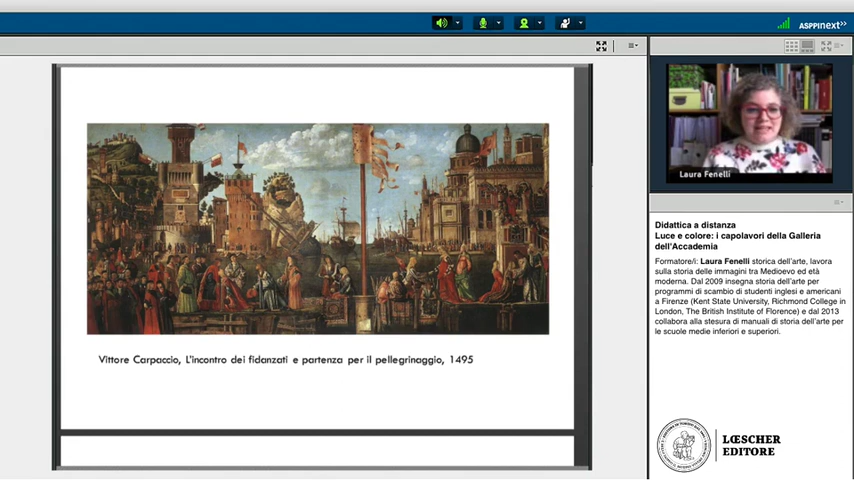 ASPPInext>>
Vittore Carpaccio, L'incontro dei fidanzati e partenza per il pellegrinaggio, 1495
Laura Fenelli
Didattica a distanza
Luce e colore: i capolavori della Galleria
dell'Accademia
Formatore/i: Laura Fenelli storica dell'arte, lavora
sulla storia delle immagini tra Medioevo ed età
moderna. Dal 2009 insegna storia dell'arte per
programmi di scambio di studenti inglesi e americani
a Firenze (Kent State University, Richmond College in
London, The British Institute of Florence) e dal 2013
collabora alla stesura di manuali di storia dell'arte per
le scuole medie inferiori e superiori.
LŒSCHER
EDITORE